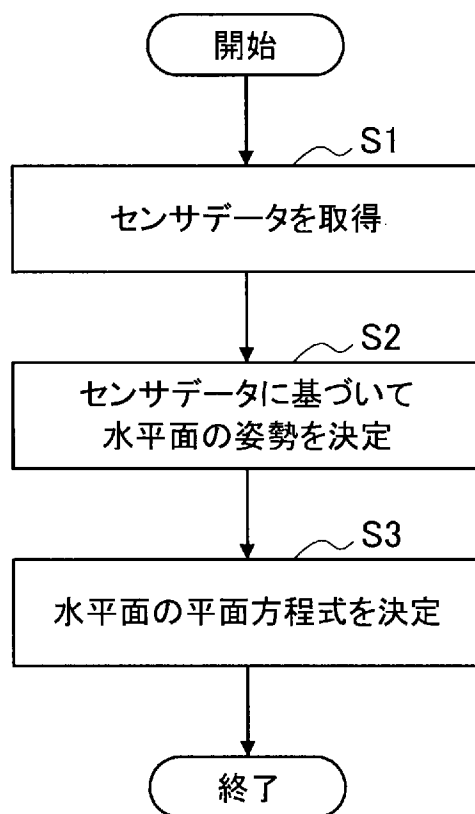 開始
S1
センサデータを取得
S2
センサデータに基づいて
水平面の姿勢を決定
S3
水平面の平面方程式を決定
終了